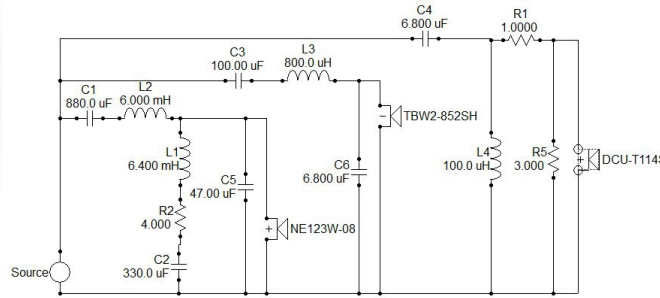 C4
6.800 uF
R1
1.0000
C3
100.00 uF
L3
800.0 uH
C1
880.0 uF
L2
6.000 mH
TBW2-852SH
L1
6.400 mH
C5
47.00 uF
C6
6.800 uF
L4
100.0 uH
R5
3.000
R2
4.000
NE123W-08
C2
330.0 uF
Source